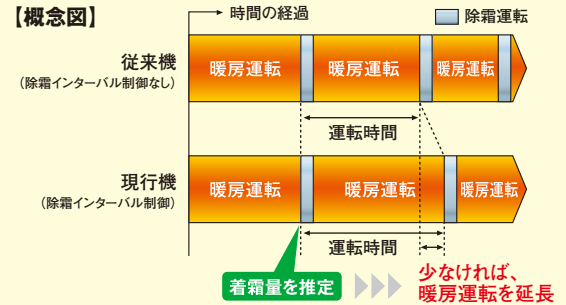 【概念図】
時間の経過
除霜運転
従来機
（除霜インターバル制御なし）
暖房運転
暖房運転
暖房運転
運転時間
現行機
（除霜インターバル制御）
暖房運転
暖房運転
暖房運転
運転時間
着霜量を推定
少なければ、
暖房運転を延長